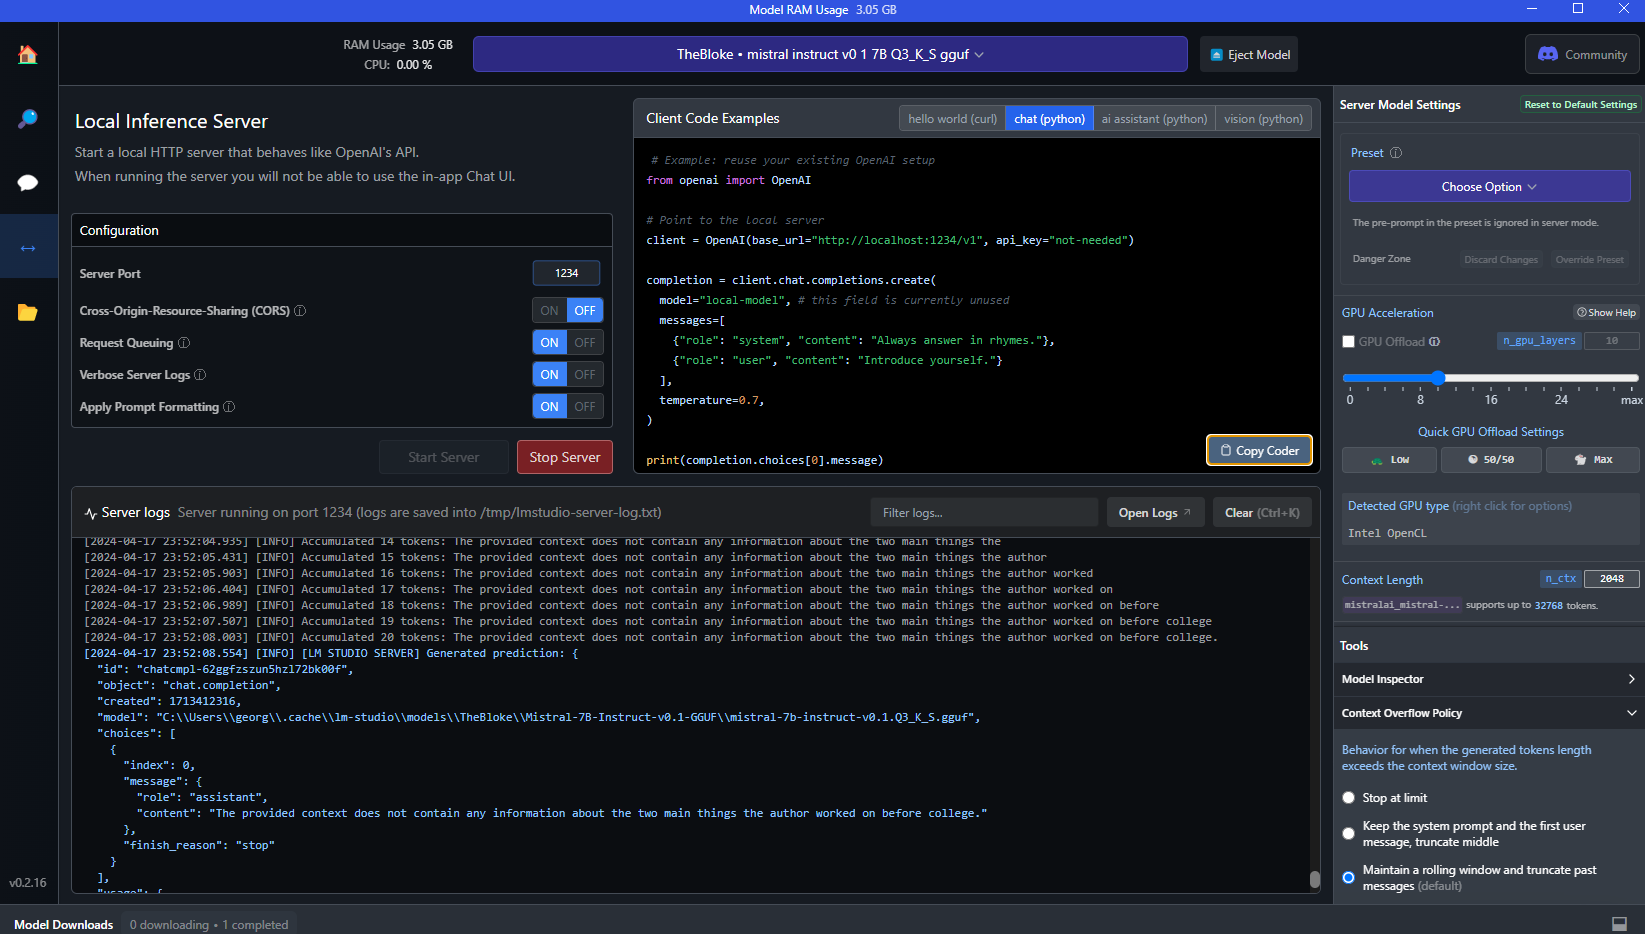 Model RAM Usage 3.05 GB
RAM Usage 3.05 GB
CPU: 0.00 %
TheBloke • mistral instruct v0 1 7B Q3_K_S gguf
Eject Model
Community
Local Inference Server
Start a local HTTP server that behaves like OpenAI's API.
When running the server you will not be able to use the in-app Chat UI.
Configuration
Server Port 1234
Cross-Origin-Resource-Sharing (CORS) ON OFF
Request Queuing ON OFF
Verbose Server Logs ON OFF
Apply Prompt Formatting ON OFF
Start Server Stop Server
Client Code Examples hello world (curl) chat (python) ai assistant (python) vision (python)
# Example: reuse your existing OpenAI setup
from openai import OpenAI
# Point to the local server
client = OpenAI(base_url="http://localhost:1234/v1", api_key="not-needed")
completion = client.chat.completions.create(
model="local-model", # this field is currently unused
messages=[
{"role": "system", "content": "Always answer in rhymes."},
{"role": "user", "content": "Introduce yourself."}
],
temperature=0.7,
)
print(completion.choices[0].message)
Copy Coder
Server logs Server running on port 1234 (logs are saved into /tmp/lmstudio-server-log.txt)
Filter logs... Open Logs Clear (Ctrl+K)
[2024-04-17 23:52:04.935] [INFO] Accumulated 14 tokens: The provided context does not contain any information about the two main things the
[2024-04-17 23:52:05.431] [INFO] Accumulated 15 tokens: The provided context does not contain any information about the two main things the author
[2024-04-17 23:52:05.903] [INFO] Accumulated 16 tokens: The provided context does not contain any information about the two main things the author worked
[2024-04-17 23:52:06.404] [INFO] Accumulated 17 tokens: The provided context does not contain any information about the two main things the author worked on
[2024-04-17 23:52:06.989] [INFO] Accumulated 18 tokens: The provided context does not contain any information about the two main things the author worked on before
[2024-04-17 23:52:07.507] [INFO] Accumulated 19 tokens: The provided context does not contain any information about the two main things the author worked on before college
[2024-04-17 23:52:08.003] [INFO] Accumulated 20 tokens: The provided context does not contain any information about the two main things the author worked on before college.
[2024-04-17 23:52:08.554] [INFO] [LM STUDIO SERVER] Generated prediction: {
"id": "chatcmpl-62ggfzszun5hzl72bk00f",
"object": "chat.completion",
"created": 1713412316,
"model": "C:\\Users\\georg\\.cache\\lm-studio\\models\\TheBloke\\Mistral-7B-Instruct-v0.1-GGUF\\mistral-7b-instruct-v0.1.Q3_K_S.gguf",
"choices": [
{
"index": 0,
"message": {
"role": "assistant",
"content": "The provided context does not contain any information about the two main things the author worked on before college."
},
"finish_reason": "stop"
}
],
"usage": {
Server Model Settings Reset to Default Settings
Preset
Choose Option
The pre-prompt in the preset is ignored in server mode.
Danger Zone Discard Changes Override Preset
GPU Acceleration Show Help
GPU Offload n_gpu_layers 10
0 8 16 24 max
Quick GPU Offload Settings
Low 50/50 Max
Detected GPU type (right click for options)
Intel OpenCL
Context Length n_ctx 2048
mistralai_mistral-... supports up to 32768 tokens.
Tools
Model Inspector
Context Overflow Policy
Behavior for when the generated tokens length
exceeds the context window size.
Stop at limit
Keep the system prompt and the first user
message, truncate middle
Maintain a rolling window and truncate past
messages (default)
v0.2.16
Model Downloads 0 downloading • 1 completed